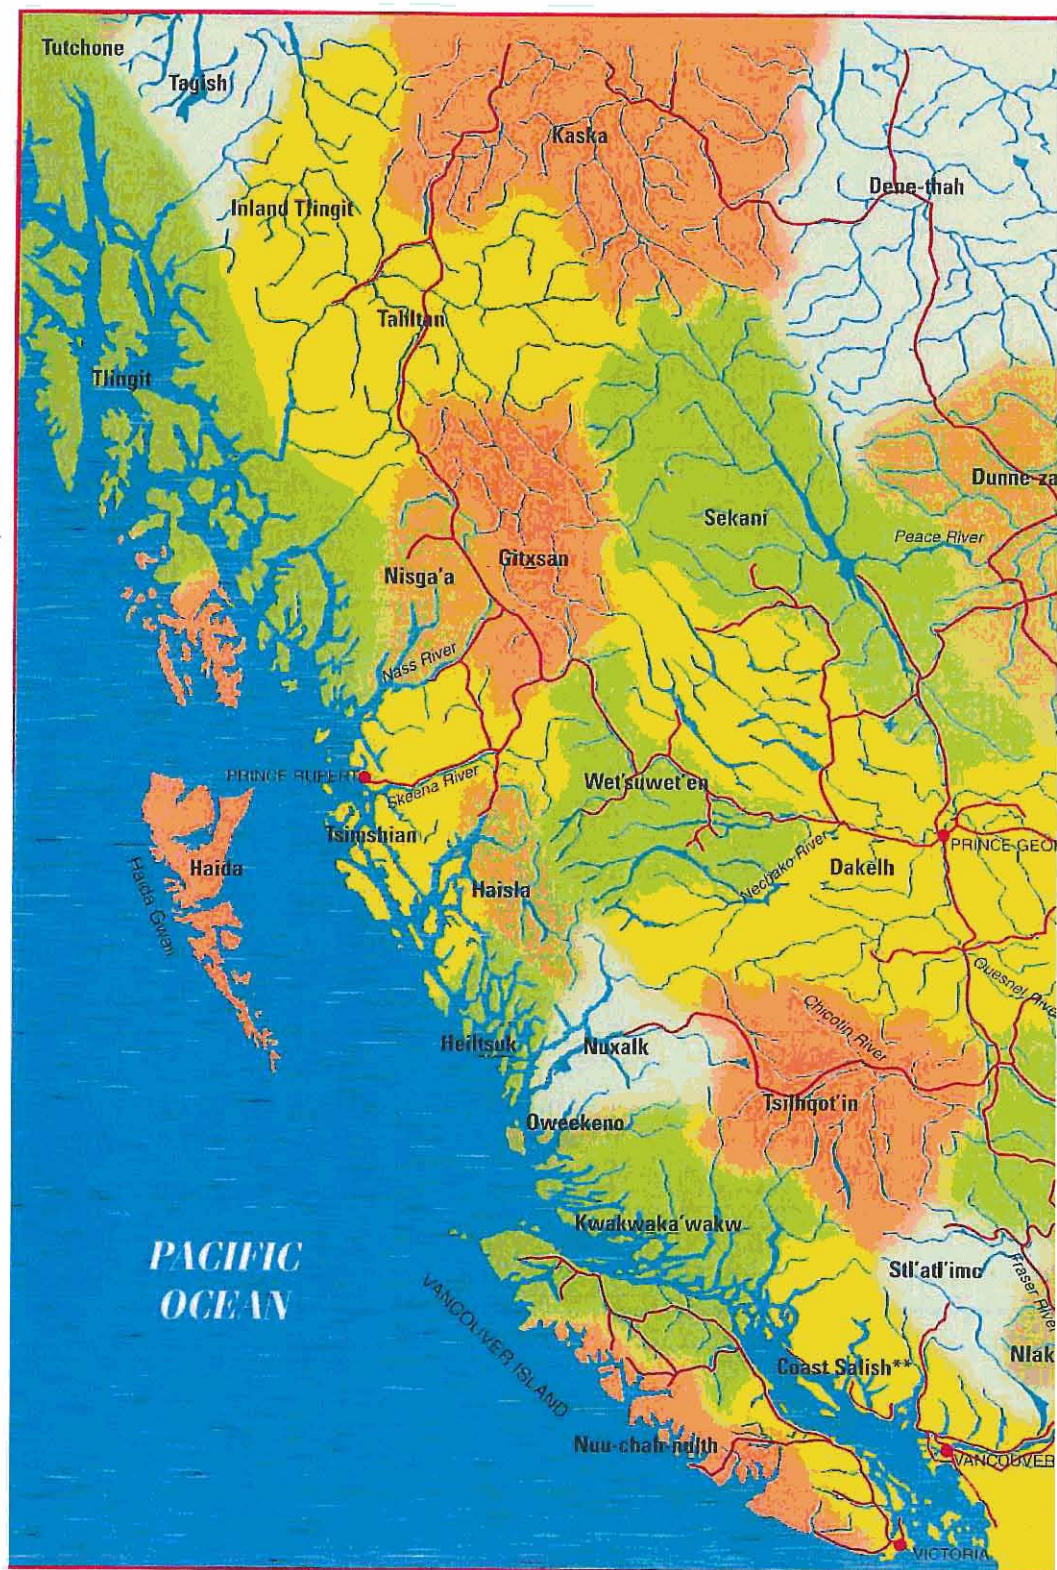 Tutchone
Tagish
Kaska
Dene-thah
Inland Tlingit
Tahltan
Tlingit
Dunne-za
Sekani
Peace River
Gitxsan
Nisga'a
Nass River
PRINCE RUPERT
Skeena River
Wet'suwet'en
Tsimshian
PRINCE GEOR
Haida
Haida Gwaii
Haisla
Nechako River
Dakelh
Quesnel River
Chicotin River
Heiltsuk
Nuxalk
Tsilhqot'in
Oweekeno
Kwakwaka'wakw
PACIFIC
OCEAN
Stl'atl'imc
Fraser River
VANCOUVER ISLAND
Coast Salish**
Nlak
Nuu-chah-nulth
VANCOUVER
VICTORIA